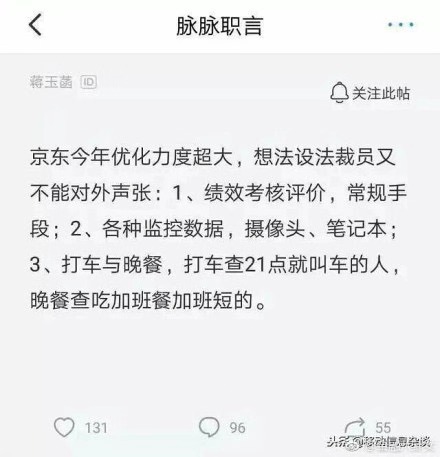 脉脉职言
蒋玉菡 ID
关注此帖
京东今年优化力度超大，想法设法裁员又
不能对外声张：1、绩效考核评价，常规手
段；2、各种监控数据，摄像头、笔记本；
3、打车与晚餐，打车查21点就叫车的人，
晚餐查吃加班餐加班短的。
131
96
55
头条@移动信息杂谈